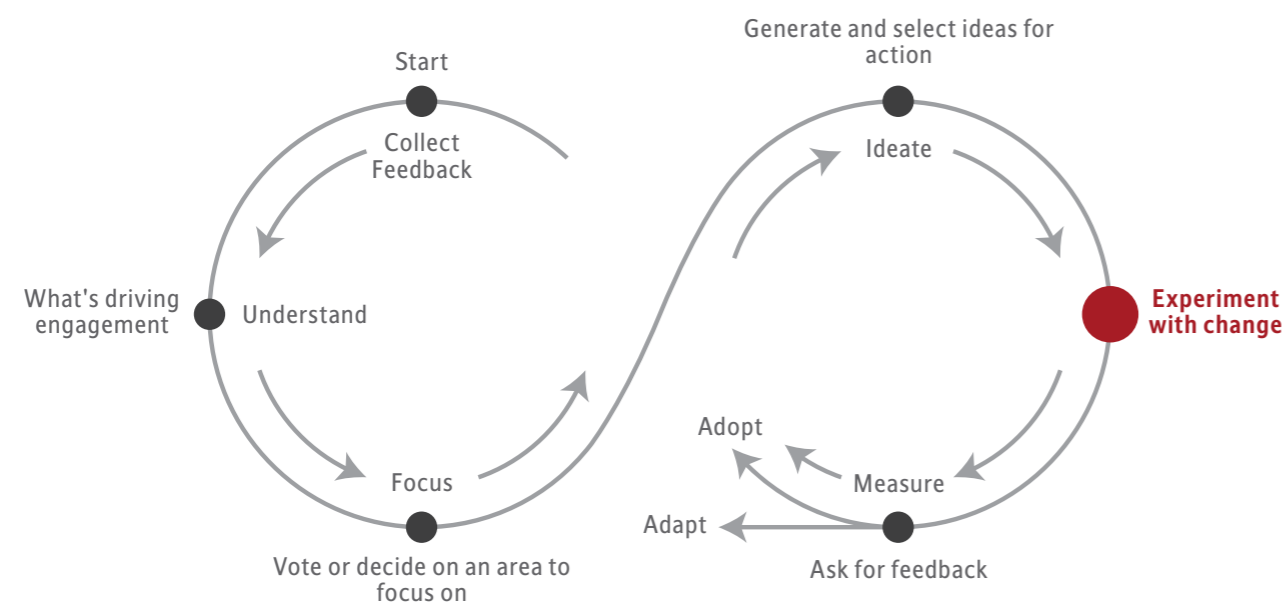 Start
Collect
Feedback
What's driving
engagement
Understand
Focus
Vote or decide on an area to
focus on
Generate and select ideas for
action
Ideate
Experiment
with change
Measure
Ask for feedback
Adopt
Adapt